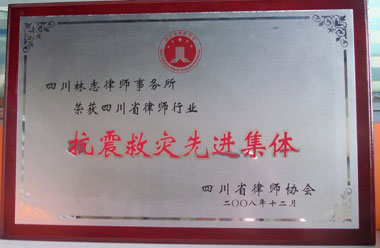 四川林志律师事务所
荣获四川省律师行业
抗震救灾先进集体
四川省律师协会
二〇〇八年十二月